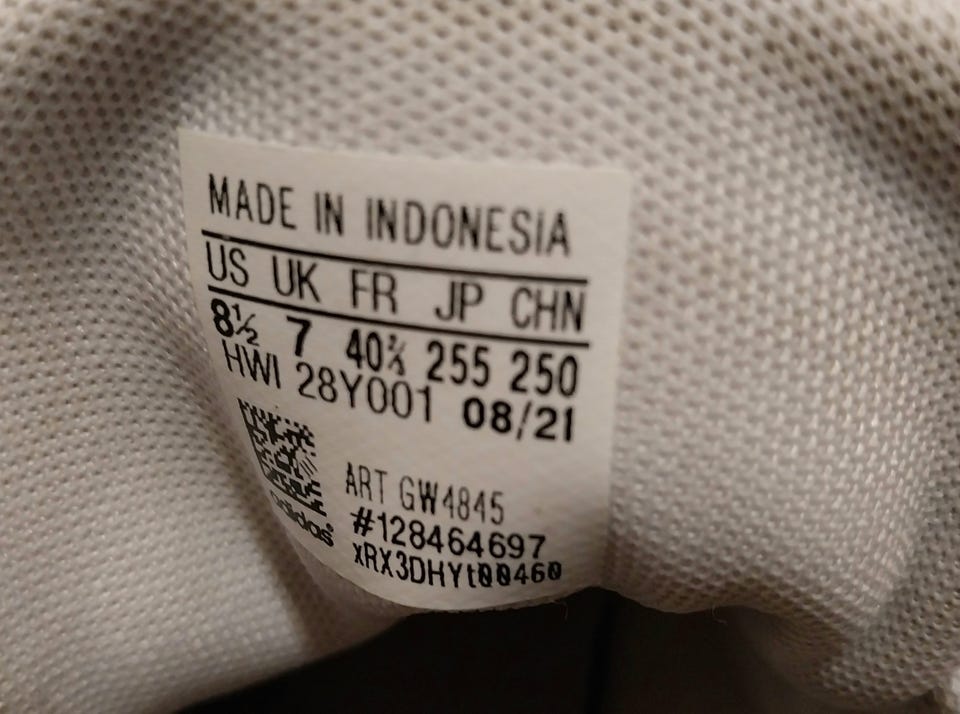 MADE IN INDONESIA
US UK FR JP CHN
8½ 7 40⅔ 255 250
HWI 28Y001 08/21
ART GW4845
#128464697
xRX3DHYt00460
adidas